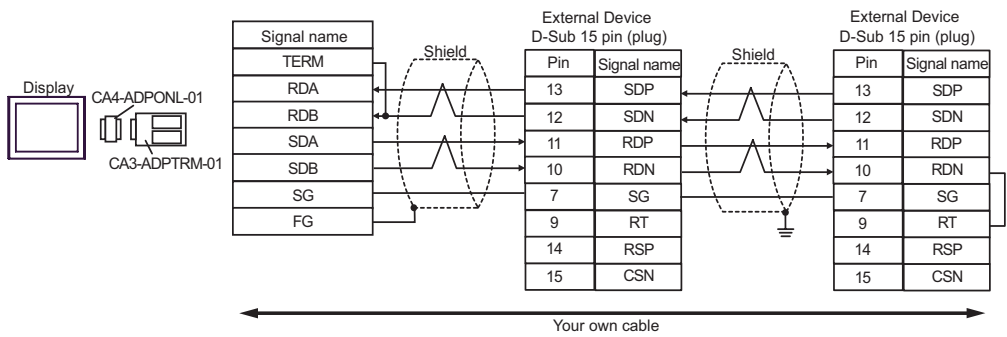 Display
CA4-ADPONL-01
CA3-ADPTRM-01
Signal name
TERM
RDA
RDB
SDA
SDB
SG
FG
Shield
External Device
D-Sub 15 pin (plug)
Pin Signal name
13 SDP
12 SDN
11 RDP
10 RDN
7 SG
9 RT
14 RSP
15 CSN
Shield
External Device
D-Sub 15 pin (plug)
Pin Signal name
13 SDP
12 SDN
11 RDP
10 RDN
7 SG
9 RT
14 RSP
15 CSN
Your own cable